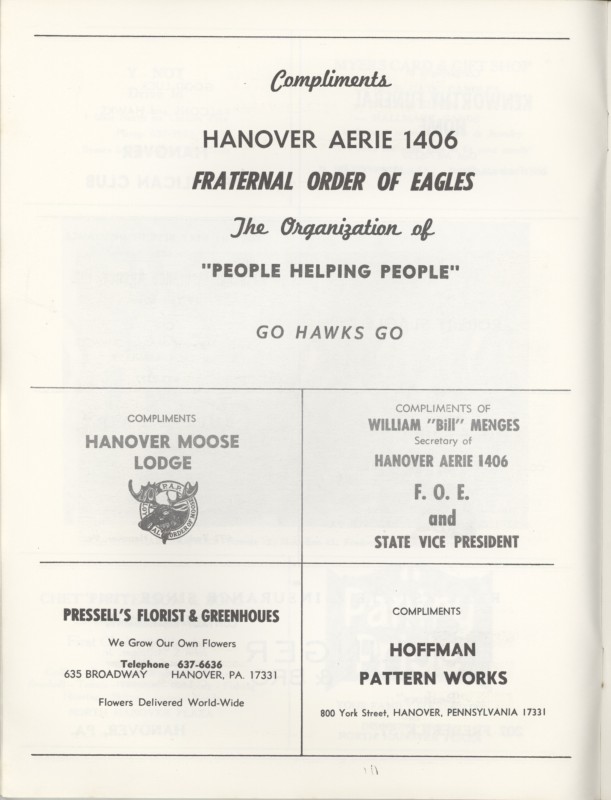 Compliments
HANOVER AERIE 1406
FRATERNAL ORDER OF EAGLES
The Organization of
"PEOPLE HELPING PEOPLE"
GO HAWKS GO
COMPLIMENTS
HANOVER MOOSE
LODGE
COMPLIMENTS OF
WILLIAM "Bill" MENGES
Secretary of
HANOVER AERIE 1406
F. O. E.
and
STATE VICE PRESIDENT
PRESSELL'S FLORIST & GREENHOUES
We Grow Our Own Flowers
Telephone 637-6636
635 BROADWAY HANOVER, PA. 17331
Flowers Delivered World-Wide
COMPLIMENTS
HOFFMAN
PATTERN WORKS
800 York Street, HANOVER, PENNSYLVANIA 17331